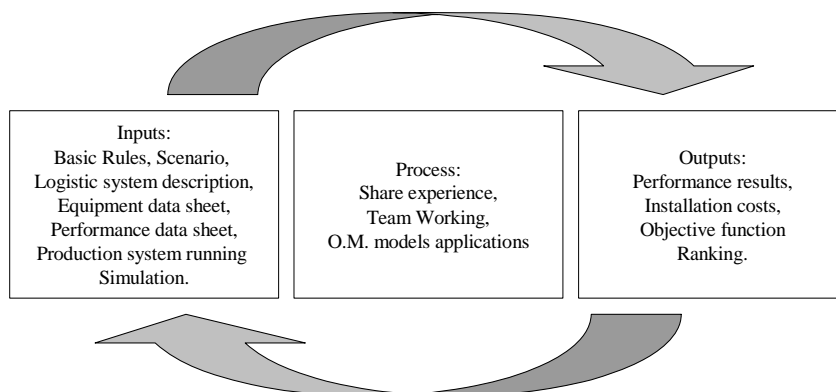 Inputs:
Basic Rules, Scenario,
Logistic system description,
Equipment data sheet,
Performance data sheet,
Production system running
Simulation.
Process:
Share experience,
Team Working,
O.M. models applications
Outputs:
Performance results,
Installation costs,
Objective function
Ranking.